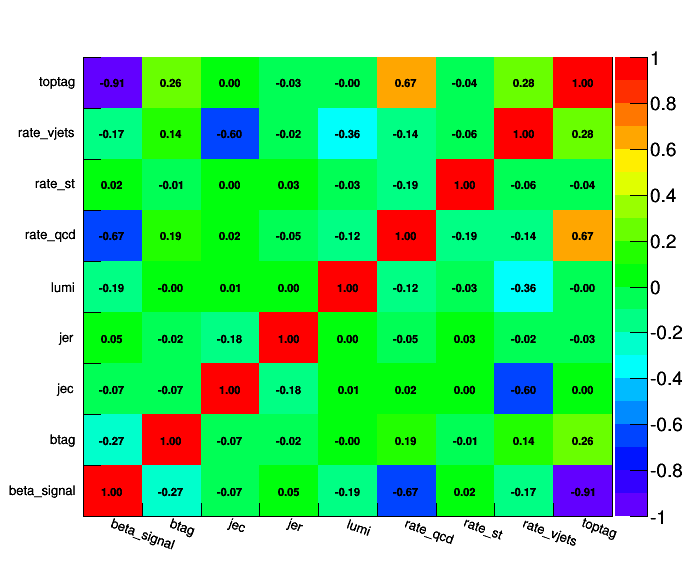 1
toptag -0.91 0.26 0.00 -0.03 -0.00 0.67 -0.04 0.28 1.00
0.8
rate_vjets -0.17 0.14 -0.60 -0.02 -0.36 -0.14 -0.06 1.00 0.28
0.6
rate_st 0.02 -0.01 0.00 0.03 -0.03 -0.19 1.00 -0.06 -0.04
0.4
rate_qcd -0.67 0.19 0.02 -0.05 -0.12 1.00 -0.19 -0.14 0.67
0.2
lumi -0.19 -0.00 0.01 0.00 1.00 -0.12 -0.03 -0.36 -0.00
0
jer 0.05 -0.02 -0.18 1.00 0.00 -0.05 0.03 -0.02 -0.03
-0.2
-0.4
jec -0.07 -0.07 1.00 -0.18 0.01 0.02 0.00 -0.60 0.00
-0.6
btag -0.27 1.00 -0.07 -0.02 -0.00 0.19 -0.01 0.14 0.26
-0.8
beta_signal 1.00 -0.27 -0.07 0.05 -0.19 -0.67 0.02 -0.17 -0.91
-1
beta_signal btag jec jer lumi rate_qcd rate_st rate_vjets toptag